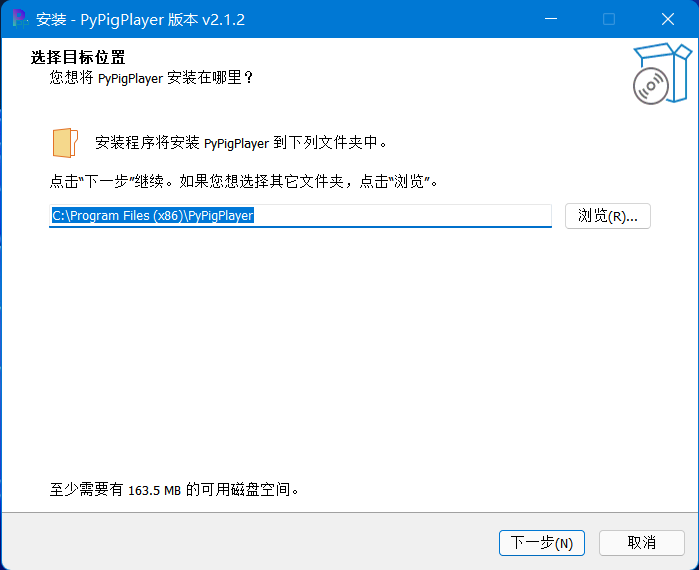 安装 - PyPigPlayer 版本 v2.1.2
选择目标位置
您想将 PyPigPlayer 安装在哪里？
安装程序将安装 PyPigPlayer 到下列文件夹中。
点击“下一步”继续。如果您想选择其它文件夹，点击“浏览”。
C:\Program Files (x86)\PyPigPlayer
浏览(R)...
至少需要有 163.5 MB 的可用磁盘空间。
下一步(N)
取消